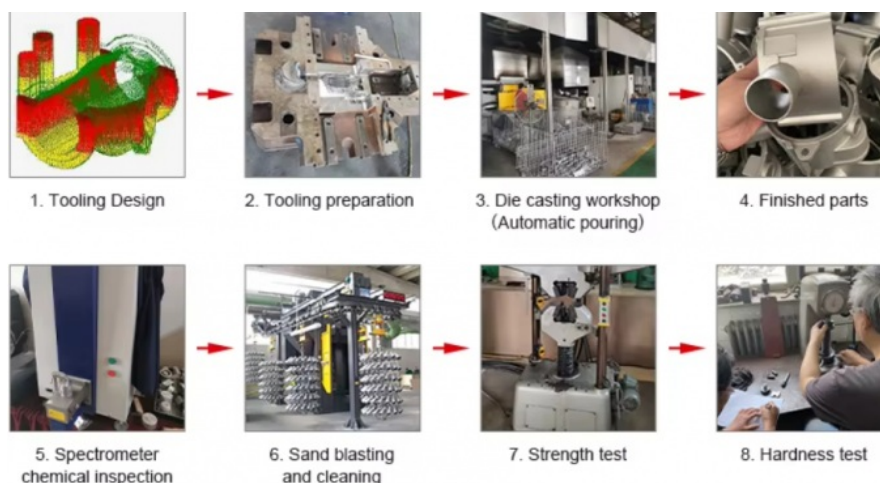 1. Tooling Design
2. Tooling preparation
3. Die casting workshop
(Automatic pouring)
4. Finished parts
5. Spectrometer
chemical inspection
6. Sand blasting
and cleaning
7. Strength test
8. Hardness test